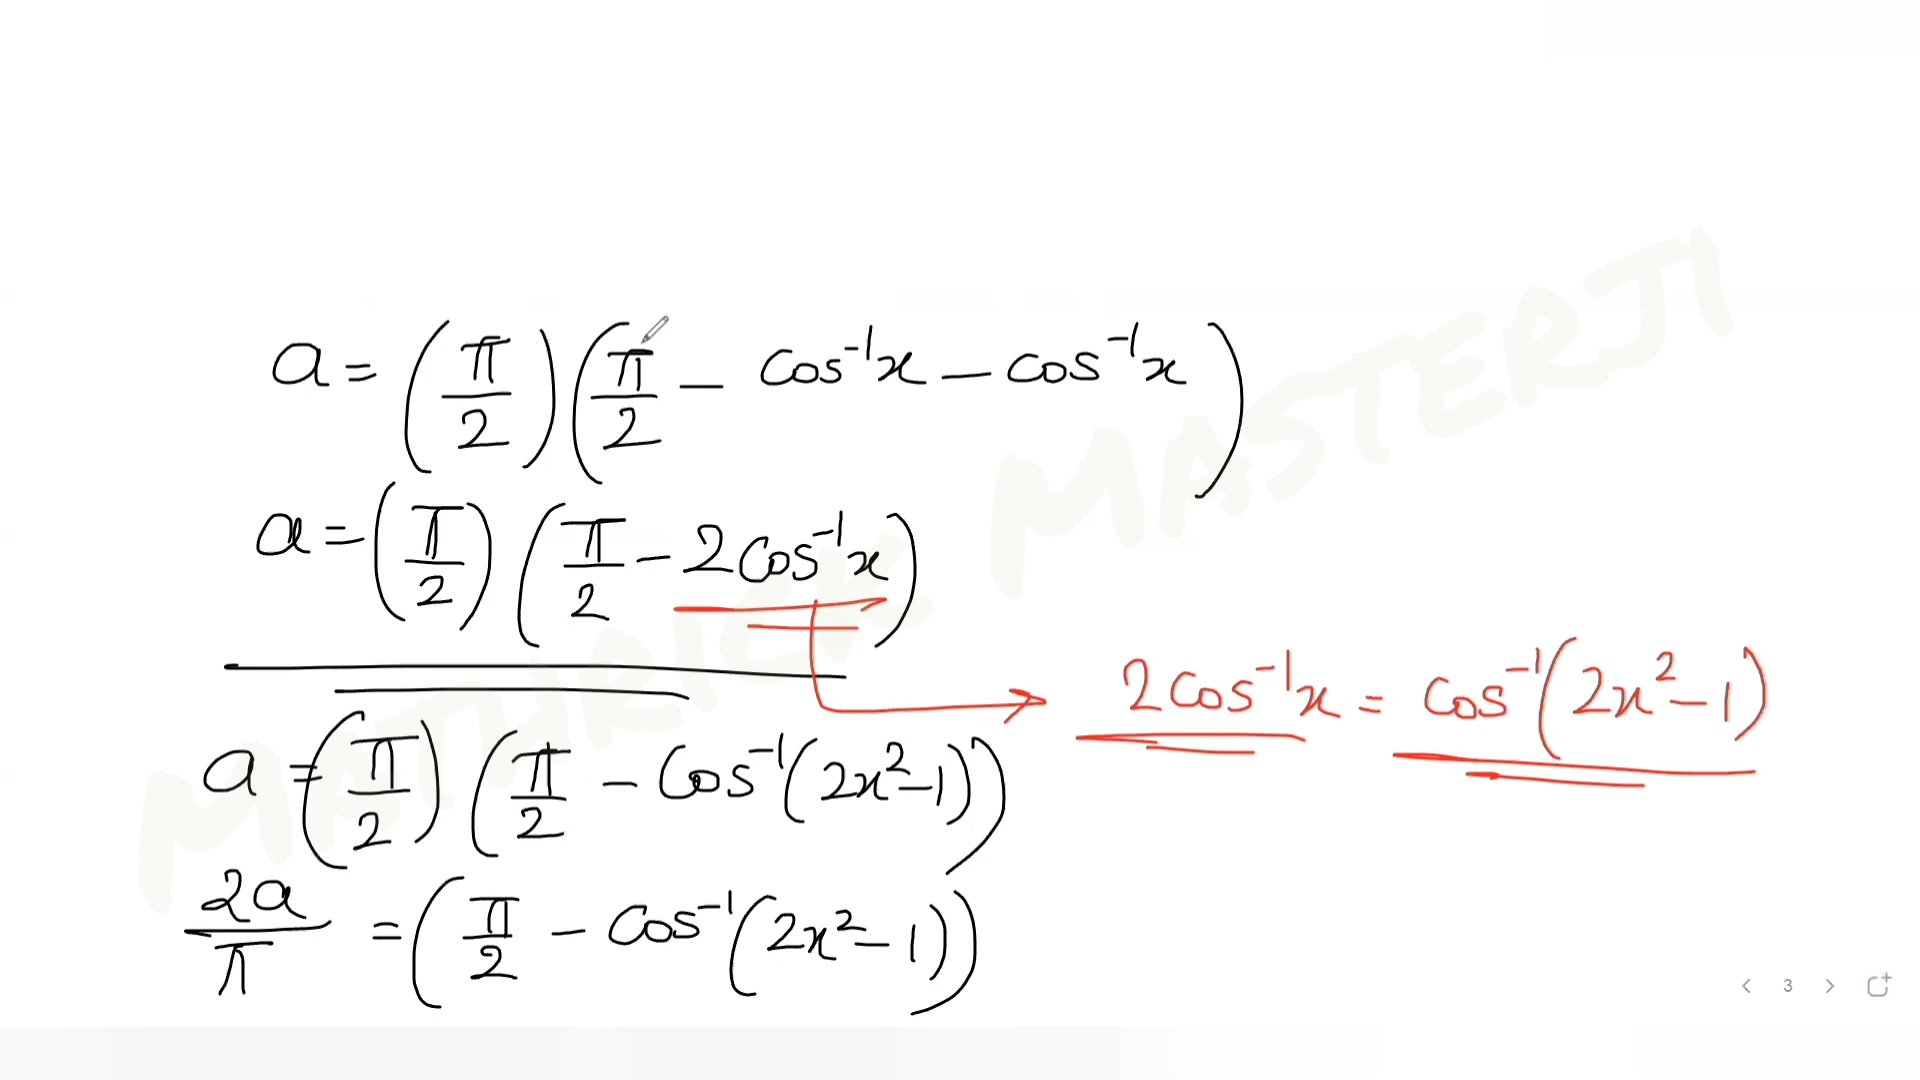 a = (π/2) (π/2 − cos⁻¹x − cos⁻¹x)
a = (π/2) (π/2 − 2cos⁻¹x)
2cos⁻¹x = cos⁻¹(2x² − 1)
a = (π/2) (π/2 − cos⁻¹(2x² − 1))
2a/π = (π/2 − cos⁻¹(2x² − 1))
MATHRICK MASTERJI
< 3 >